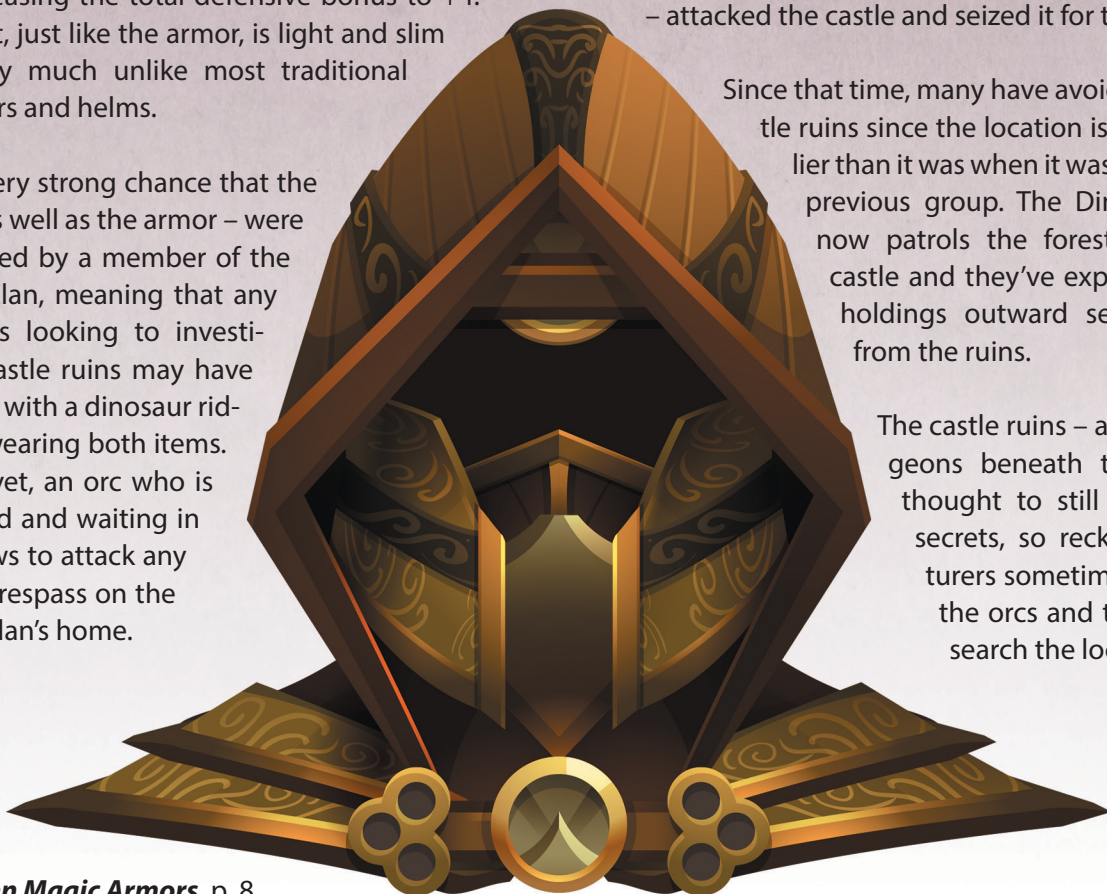 easing the total defensive bonus to +4.
t, just like the armor, is light and slim
y much unlike most traditional
rs and helms.
ery strong chance that the
s well as the armor – were
ed by a member of the
lan, meaning that any
s looking to investi-
astle ruins may have
with a dinosaur rid-
wearing both items.
yet, an orc who is
d and waiting in
ws to attack any
respass on the
lan's home.
n Magic Armors, p. 8
– attacked the castle and seized it for t
Since that time, many have avoi
tle ruins since the location is
lier than it was when it was
previous group. The Di
now patrols the forest
castle and they've exp
holdings outward se
from the ruins.
The castle ruins – a
geons beneath t
thought to still
secrets, so reck
turers sometim
the orcs and t
search the lo